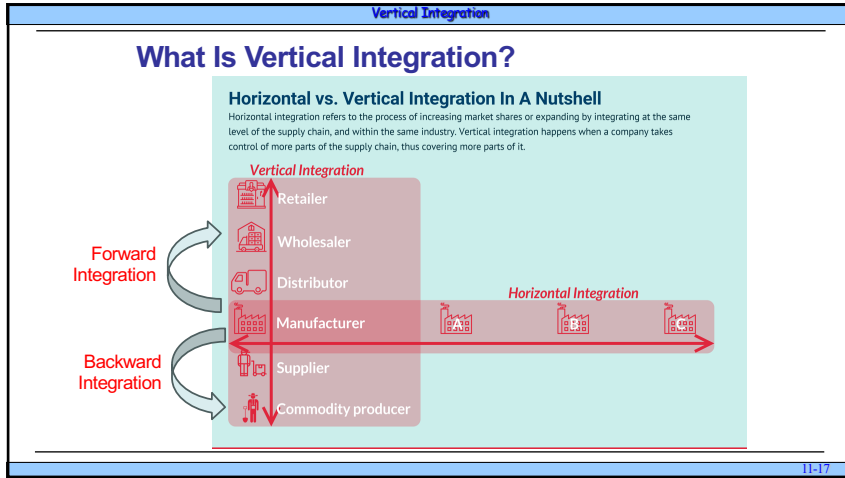 Vertical Integration
What Is Vertical Integration?
Horizontal vs. Vertical Integration In A Nutshell
Horizontal integration refers to the process of increasing market shares or expanding by integrating at the same
level of the supply chain, and within the same industry. Vertical integration happens when a company takes
control of more parts of the supply chain, thus covering more parts of it.
Vertical Integration
Retailer
Wholesaler
Forward
Integration
Distributor
Horizontal Integration
Manufacturer
A
B
Backward
Integration
Supplier
Commodity producer
11-17